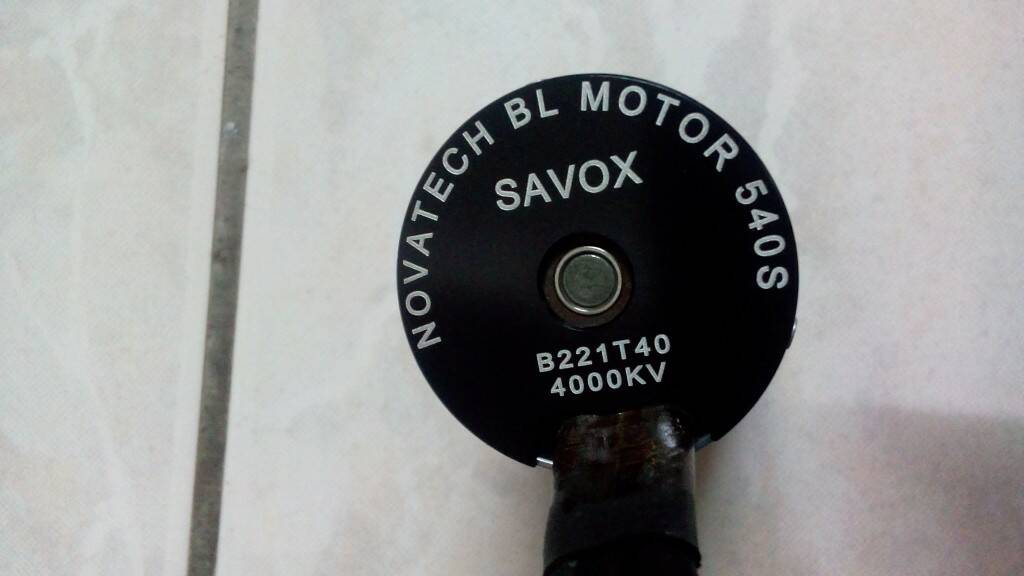 NOVATECH BL MOTOR 540S
SAVOX
B221T40
4000KV